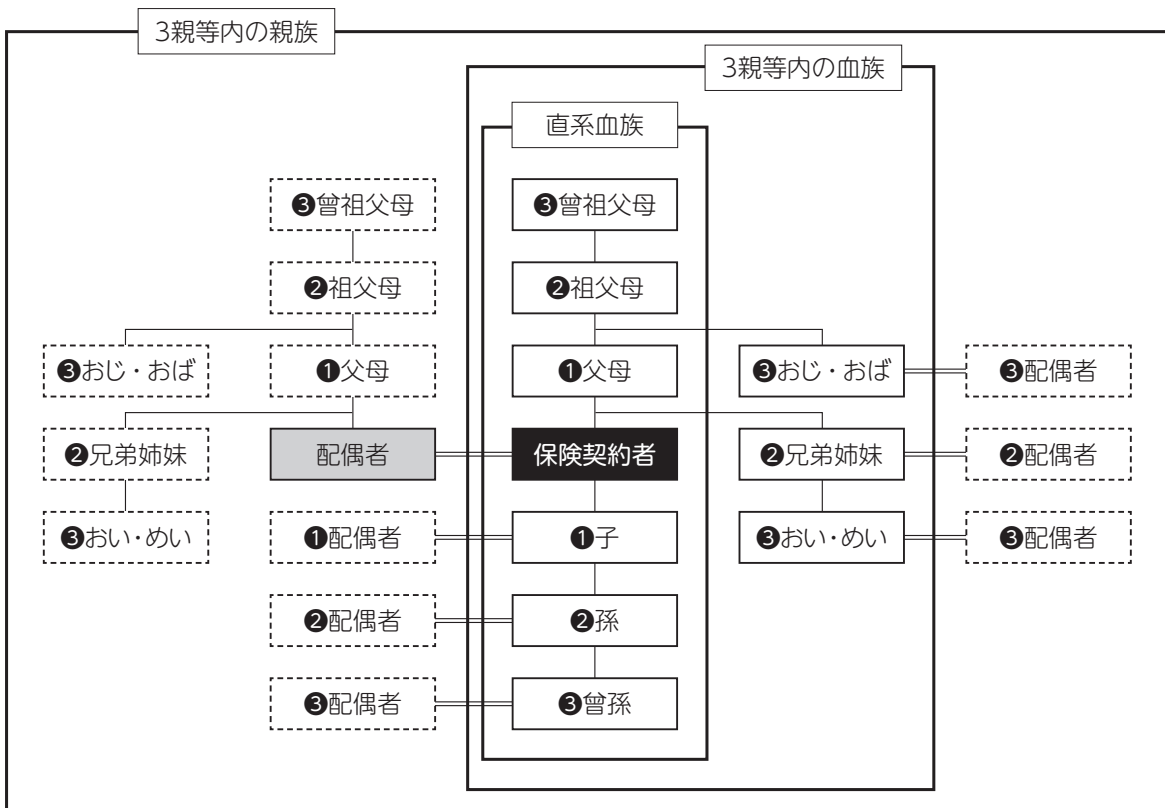 3親等内の親族
3親等内の血族
直系血族
❸曾祖父母
❸曾祖父母
❷祖父母
❷祖父母
❸おじ・おば
❶父母
❶父母
❸おじ・おば
❸配偶者
❷兄弟姉妹
配偶者
保険契約者
❷兄弟姉妹
❷配偶者
❸おい・めい
❶配偶者
❶子
❸おい・めい
❸配偶者
❷配偶者
❷孫
❸配偶者
❸曾孫